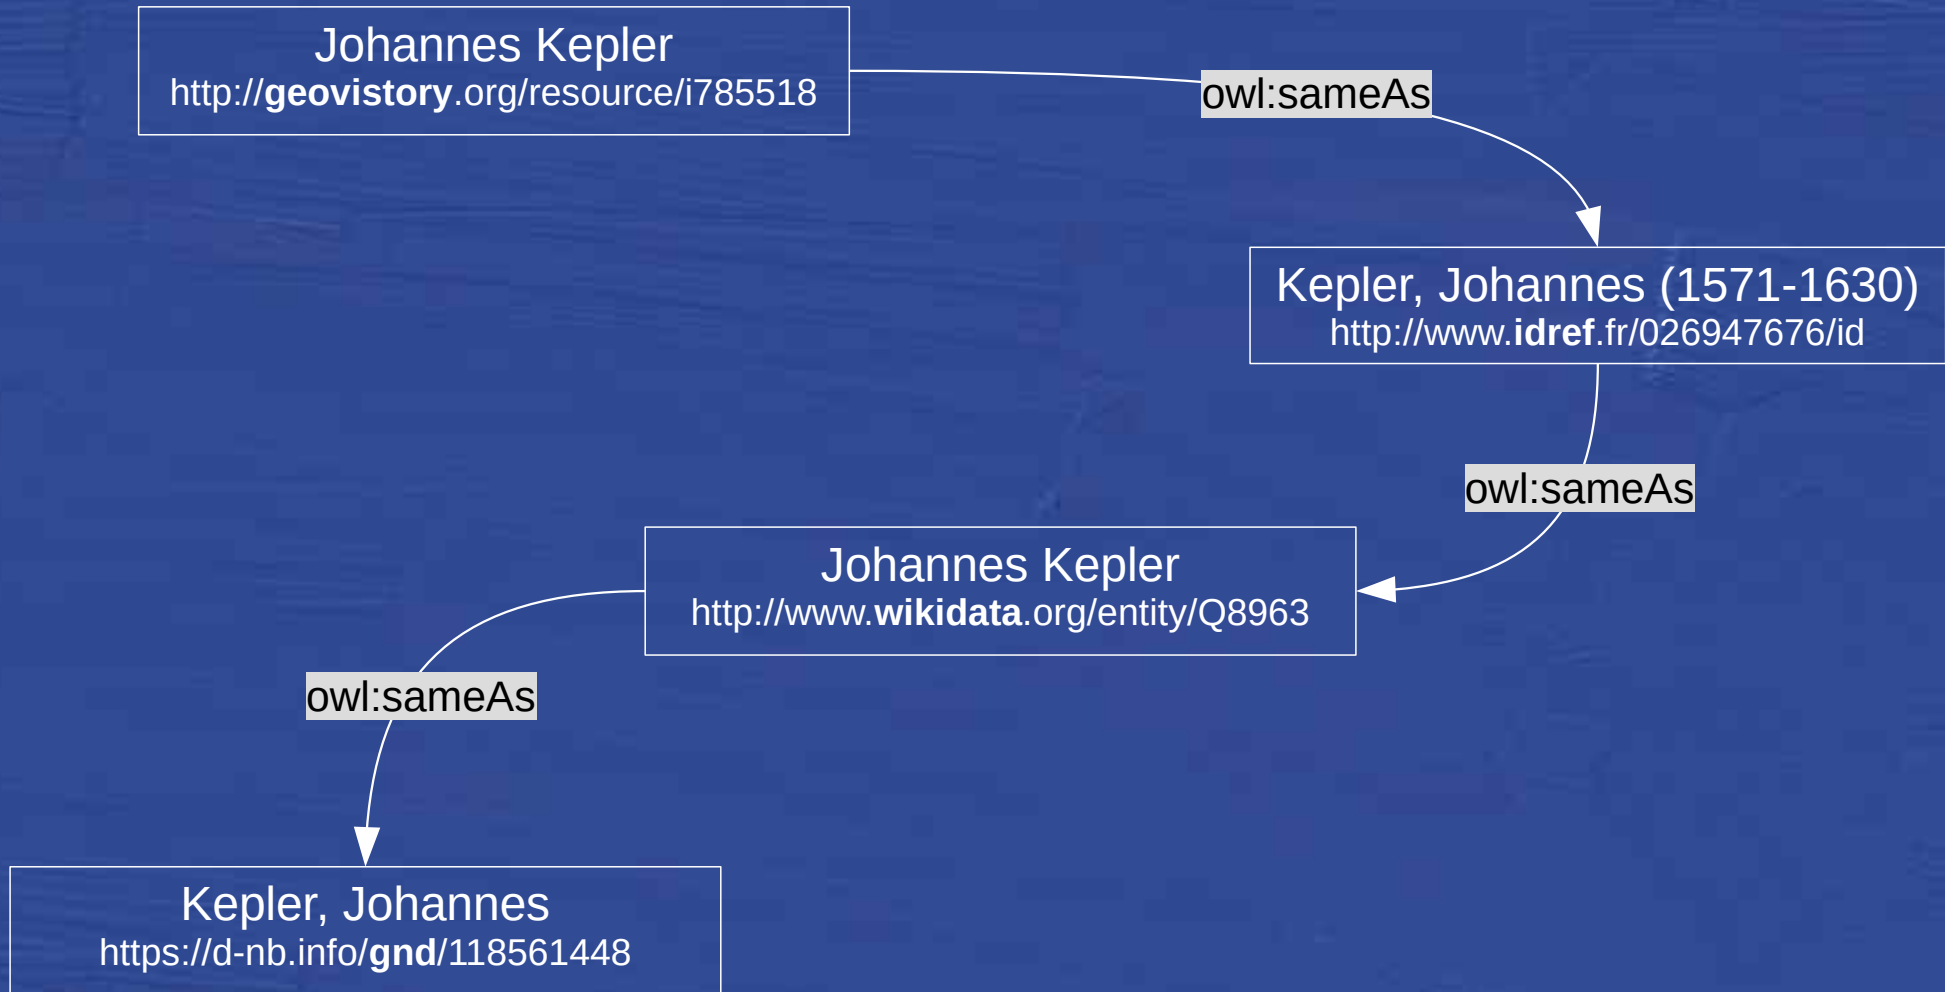 Johannes Kepler
http://geovistory.org/resource/i785518
owl:sameAs
Kepler, Johannes (1571-1630)
http://www.idref.fr/026947676/id
owl:sameAs
Johannes Kepler
http://www.wikidata.org/entity/Q8963
owl:sameAs
Kepler, Johannes
https://d-nb.info/gnd/118561448